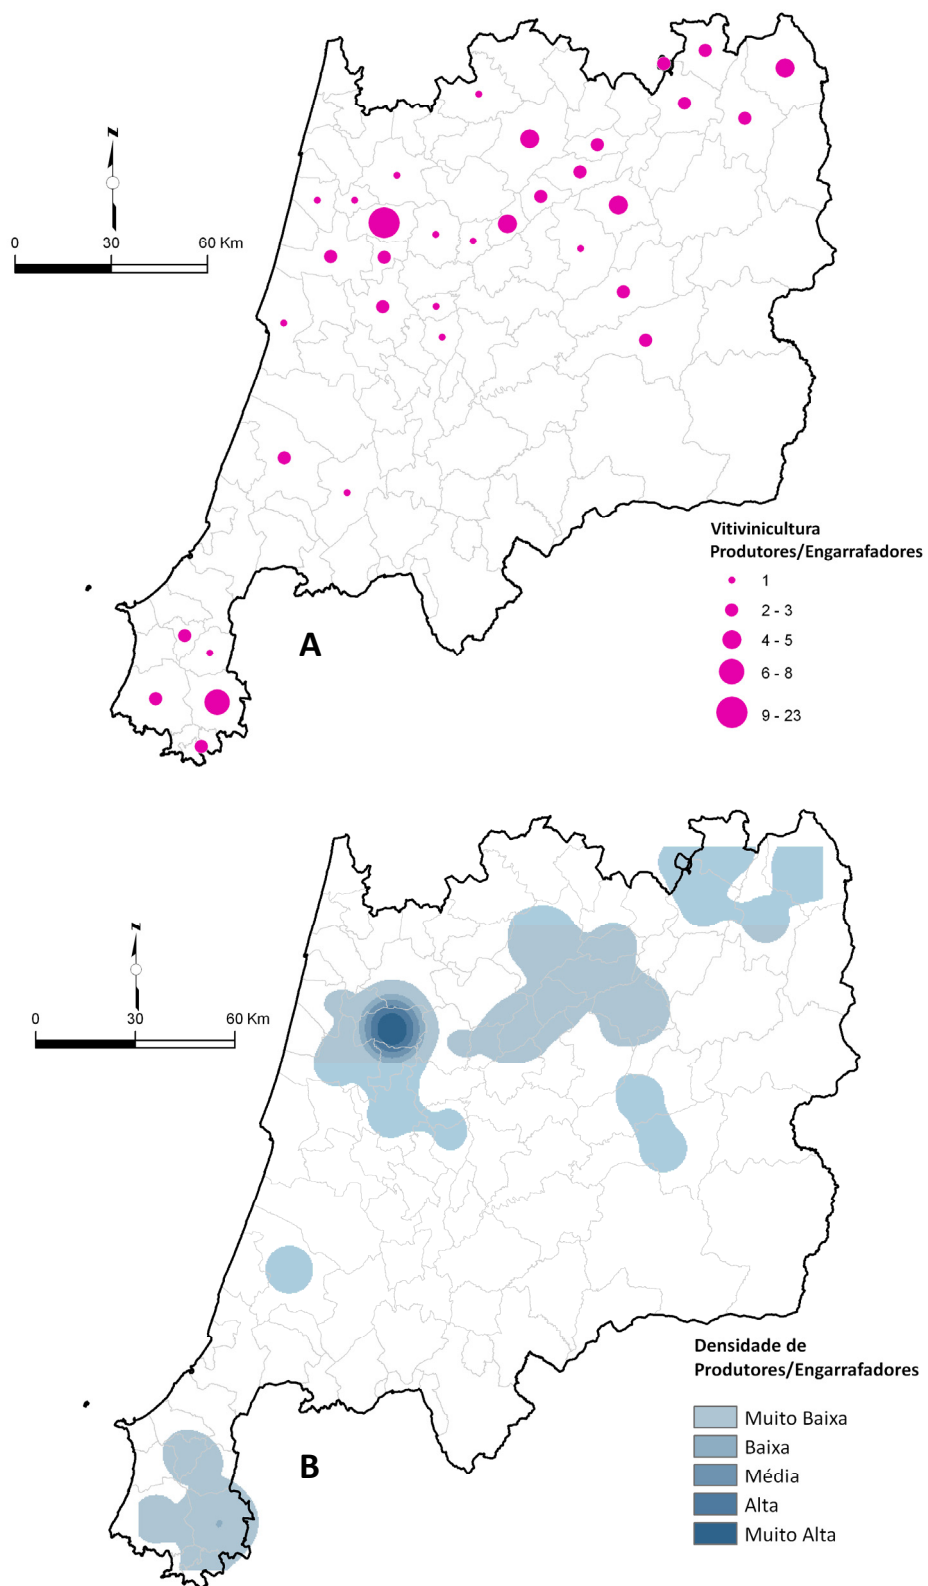 N
0
30
60 Km
Vitivinicultura
Produtores/Engarrafadores
1
2 - 3
4 - 5
6 - 8
9 - 23
A
N
0
30
60 Km
Densidade de
Produtores/Engarrafadores
Muito Baixa
Baixa
Média
Alta
Muito Alta
B